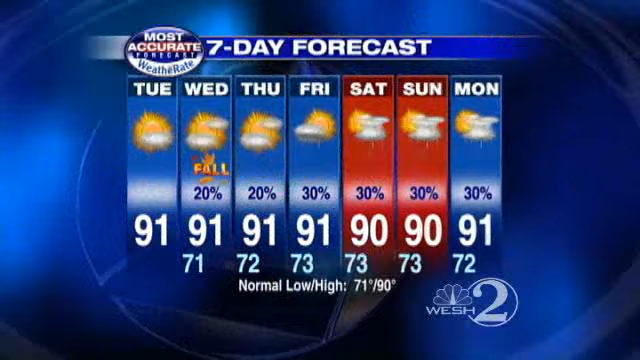 MOST
ACCURATE
FORECAST
WeatheRate
7-DAY FORECAST
TUE WED THU FRI SAT SUN MON
FALL
20% 20% 30% 30% 30% 30%
91 91 91 91 90 90 91
71 72 73 73 73 72
Normal Low/High: 71°/90°
WESH 2